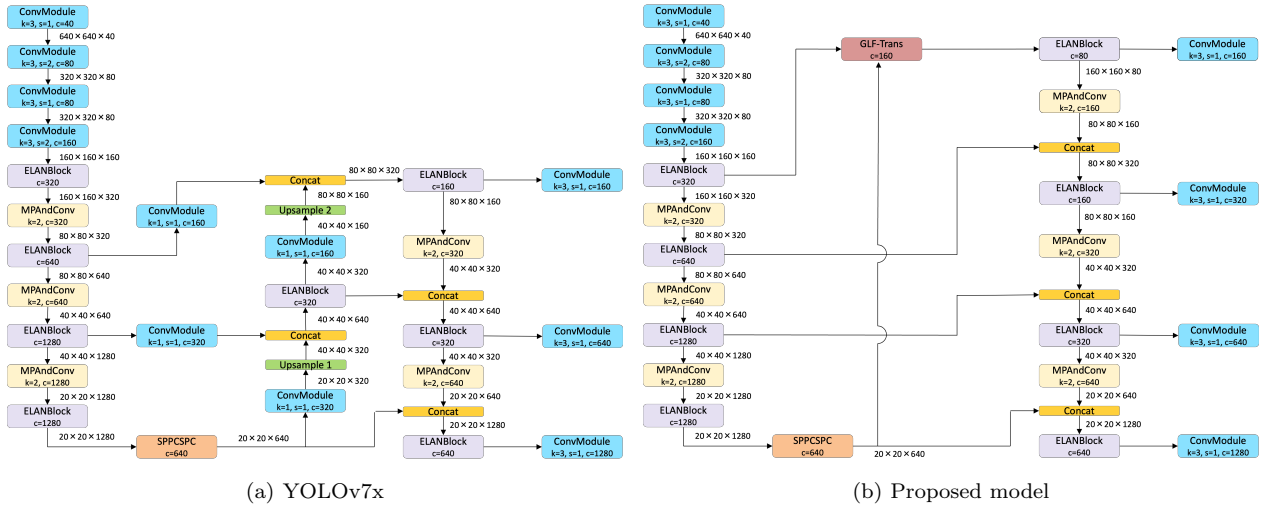 ConvModule
k=3, s=1, c=40
640×640×40
ConvModule
k=3, s=2, c=80
320×320×80
ConvModule
k=3, s=1, c=80
320×320×80
ConvModule
k=3, s=2, c=160
160×160×160
ELANBlock
c=320
160×160×320
MPAndConv
k=2, c=320
80×80×320
ELANBlock
c=640
80×80×640
MPAndConv
k=2, c=640
40×40×640
ELANBlock
c=1280
40×40×1280
MPAndConv
k=2, c=1280
20×20×1280
ELANBlock
c=1280
20×20×1280
SPPCSPC
c=640
20×20×640
ConvModule
k=1, s=1, c=160
ConvModule
k=1, s=1, c=320
Concat
80×80×320
80×80×160
Upsample 2
40×40×160
ConvModule
k=1, s=1, c=160
40×40×320
ELANBlock
c=320
40×40×640
Concat
40×40×320
Upsample 1
20×20×320
ConvModule
k=1, s=1, c=320
ELANBlock
c=160
80×80×160
MPAndConv
k=2, c=320
40×40×320
Concat
40×40×640
ELANBlock
c=320
40×40×320
MPAndConv
k=2, c=640
20×20×640
Concat
20×20×1280
ELANBlock
c=640
ConvModule
k=3, s=1, c=160
ConvModule
k=3, s=1, c=640
ConvModule
k=3, s=1, c=1280
(a) YOLOv7x
ConvModule
k=3, s=1, c=40
640×640×40
ConvModule
k=3, s=2, c=80
320×320×80
ConvModule
k=3, s=1, c=80
320×320×80
ConvModule
k=3, s=2, c=160
160×160×160
ELANBlock
c=320
160×160×320
MPAndConv
k=2, c=320
80×80×320
ELANBlock
c=640
80×80×640
MPAndConv
k=2, c=640
40×40×640
ELANBlock
c=1280
40×40×1280
MPAndConv
k=2, c=1280
20×20×1280
ELANBlock
c=1280
20×20×1280
SPPCSPC
c=640
20×20×640
GLF-Trans
c=160
ELANBlock
c=80
160×160×80
MPAndConv
k=2, c=160
80×80×160
Concat
80×80×320
ELANBlock
c=160
80×80×160
MPAndConv
k=2, c=320
40×40×320
Concat
40×40×640
ELANBlock
c=320
40×40×320
MPAndConv
k=2, c=640
20×20×640
Concat
20×20×1280
ELANBlock
c=640
ConvModule
k=3, s=1, c=160
ConvModule
k=3, s=1, c=320
ConvModule
k=3, s=1, c=640
ConvModule
k=3, s=1, c=1280
(b) Proposed model